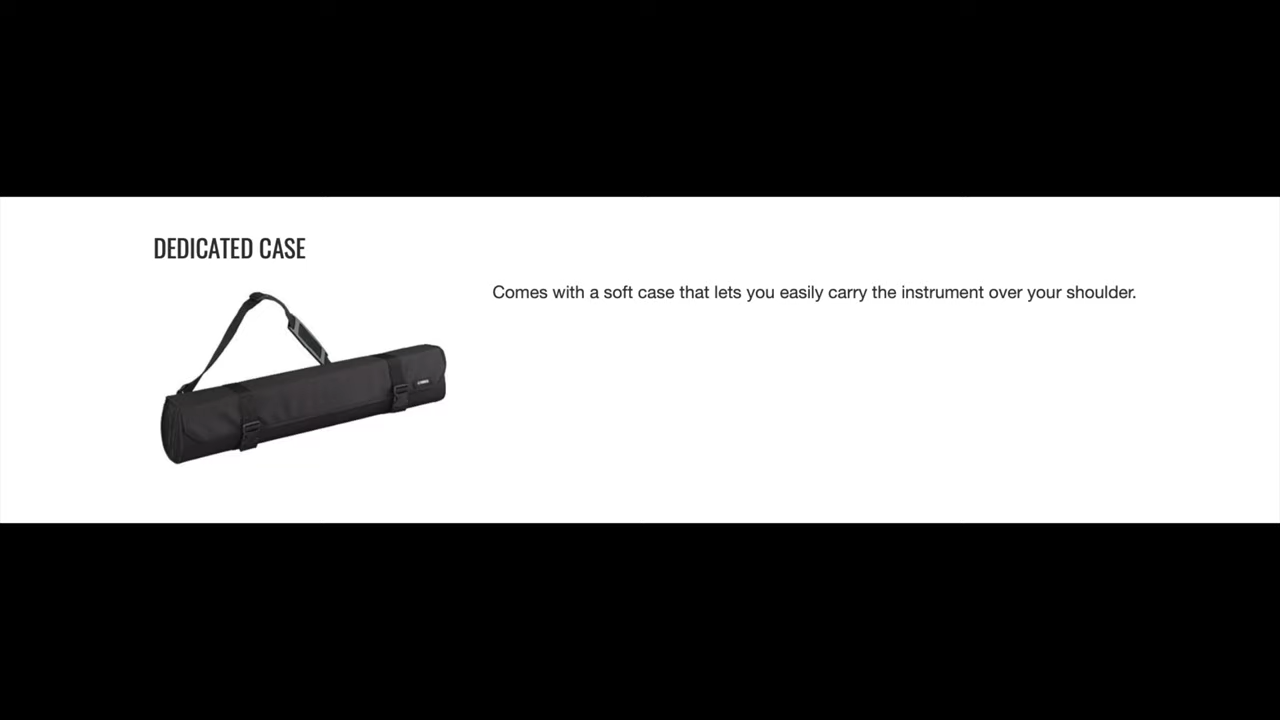 DEDICATED CASE
Comes with a soft case that lets you easily carry the instrument over your shoulder.